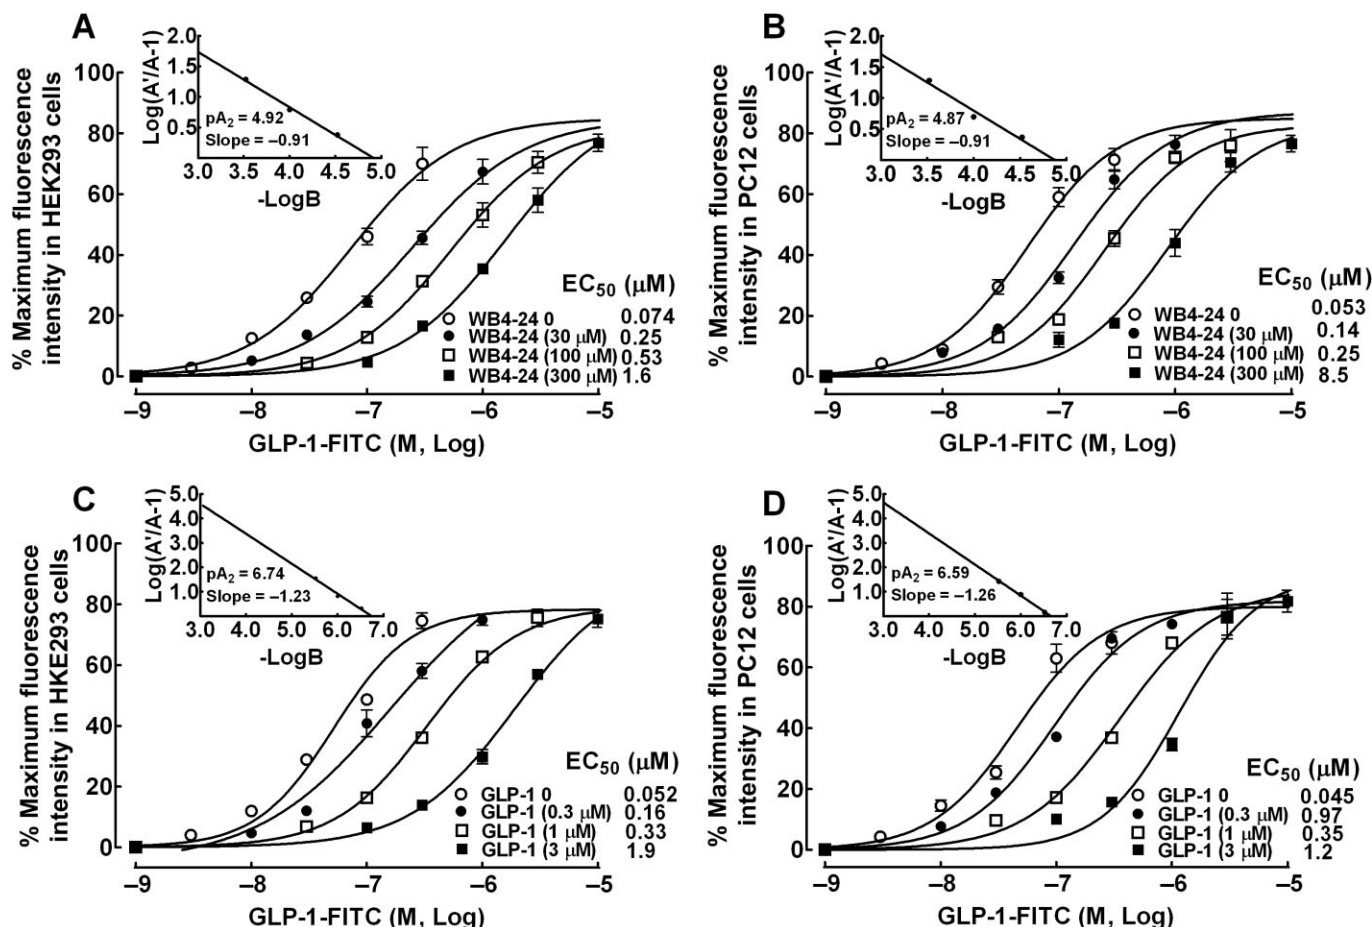 A
% Maximum fluorescence
intensity in HEK293 cells
100
80
60
40
20
0
Log(A'/A-1)
2.0
1.5
1.0
0.5
pA2 = 4.92
Slope = –0.91
3.0 3.5 4.0 4.5 5.0
-LogB
EC50 (μM)
WB4-24 0 0.074
WB4-24 (30 μM) 0.25
WB4-24 (100 μM) 0.53
WB4-24 (300 μM) 1.6
–9 –8 –7 –6 –5
GLP-1-FITC (M, Log)
B
% Maximum fluorescence
intensity in PC12 cells
100
80
60
40
20
0
Log(A'/A-1)
2.0
1.5
1.0
0.5
pA2 = 4.87
Slope = –0.91
3.0 3.5 4.0 4.5 5.0
-LogB
EC50 (μM)
WB4-24 0 0.053
WB4-24 (30 μM) 0.14
WB4-24 (100 μM) 0.25
WB4-24 (300 μM) 8.5
–9 –8 –7 –6 –5
GLP-1-FITC (M, Log)
C
% Maximum fluorescence
intensity in HKE293 cells
100
80
60
40
20
0
Log(A'/A-1)
5.0
4.0
3.0
2.0
1.0
pA2 = 6.74
Slope = –1.23
3.0 4.0 5.0 6.0 7.0
-LogB
EC50 (μM)
GLP-1 0 0.052
GLP-1 (0.3 μM) 0.16
GLP-1 (1 μM) 0.33
GLP-1 (3 μM) 1.9
–9 –8 –7 –6 –5
GLP-1-FITC (M, Log)
D
% Maximum fluorescence
intensity in PC12 cells
100
80
60
40
20
0
Log(A'/A-1)
5.0
4.0
3.0
2.0
1.0
pA2 = 6.59
Slope = –1.26
3.0 4.0 5.0 6.0 7.0
-LogB
EC50 (μM)
GLP-1 0 0.045
GLP-1 (0.3 μM) 0.97
GLP-1 (1 μM) 0.35
GLP-1 (3 μM) 1.2
–9 –8 –7 –6 –5
GLP-1-FITC (M, Log)